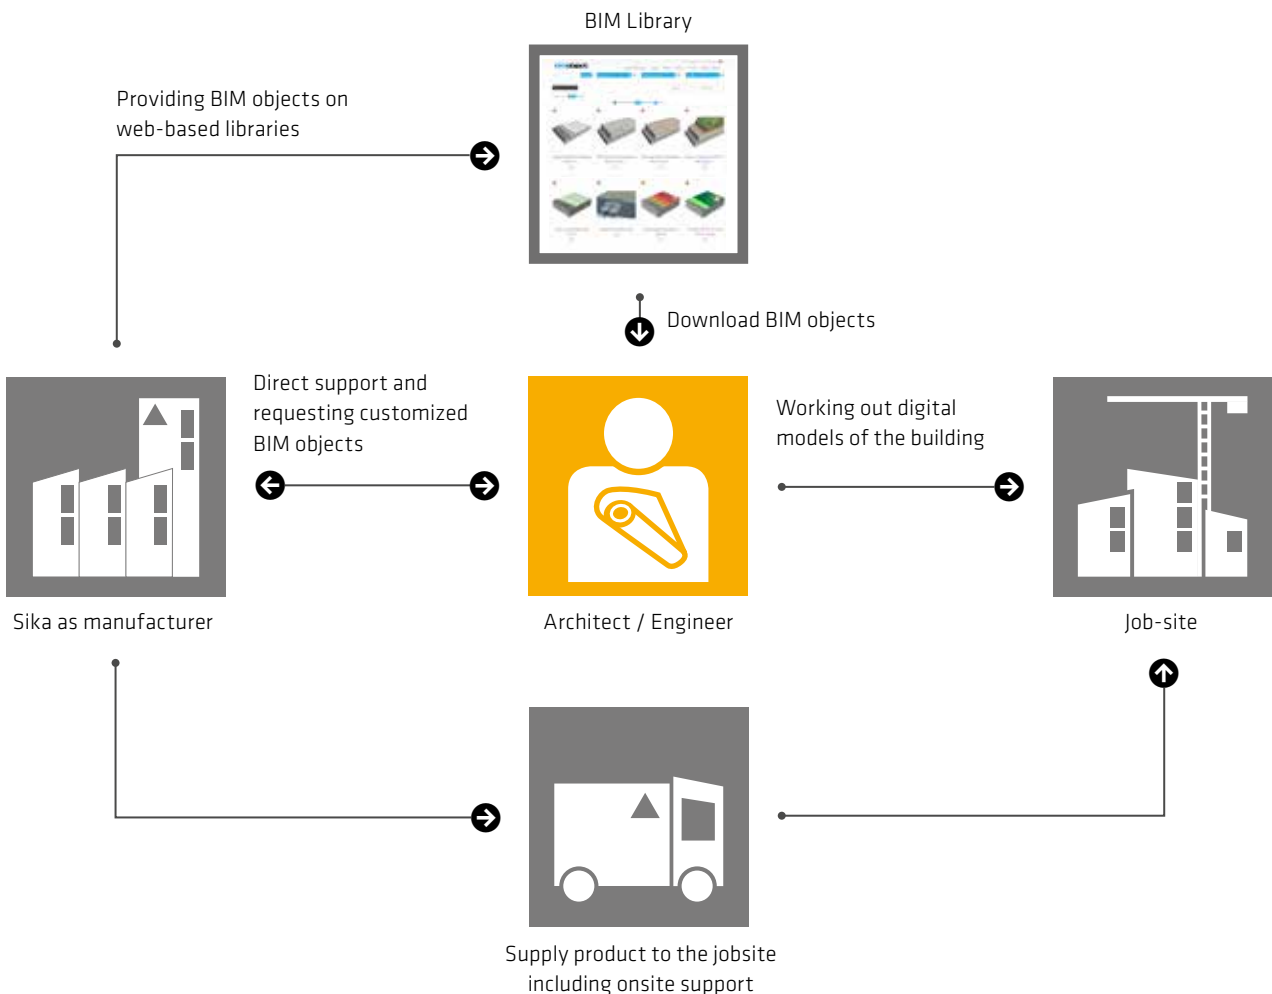 BIM Library
Providing BIM objects on
web-based libraries
Download BIM objects
Direct support and
requesting customized
BIM objects
Working out digital
models of the building
Sika as manufacturer
Architect / Engineer
Job-site
Supply product to the jobsite
including onsite support